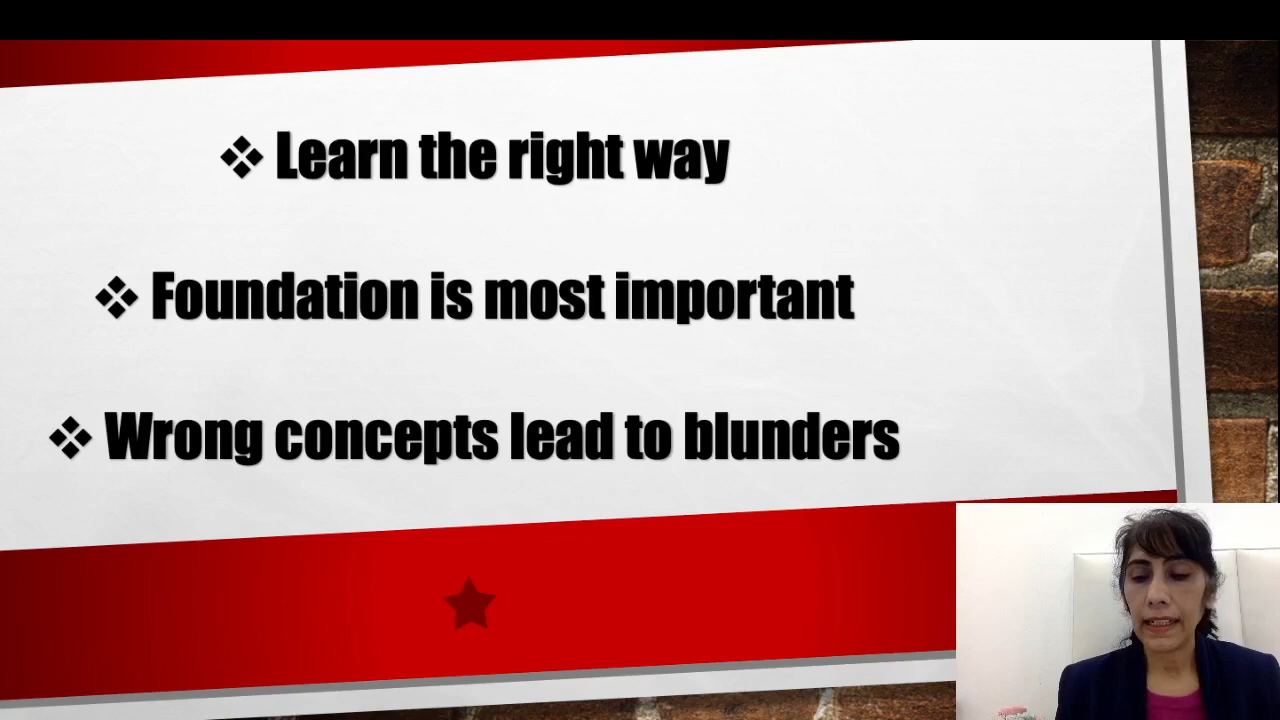 ❖ Learn the right way
❖ Foundation is most important
❖ Wrong concepts lead to blunders